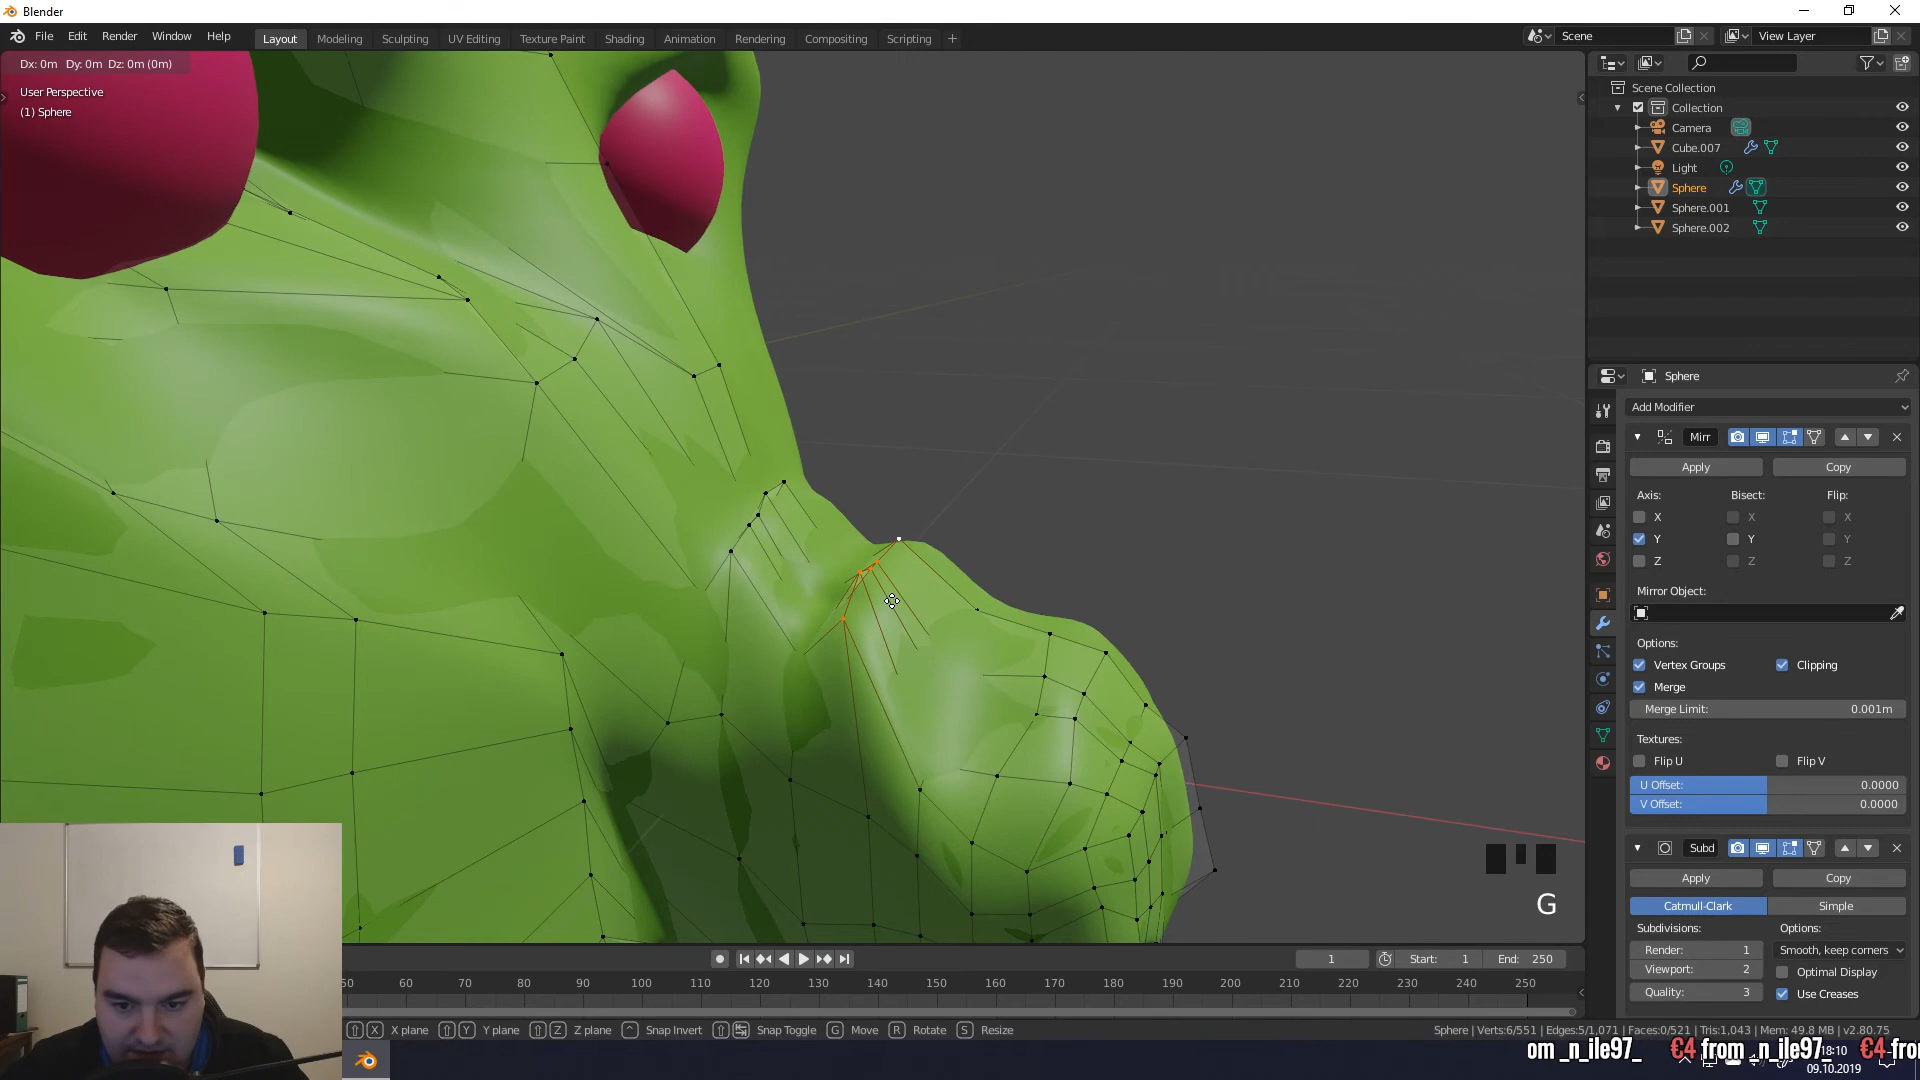 Blender
File Edit Render Window Help
Layout Modeling Sculpting UV Editing Texture Paint Shading Animation Rendering Compositing Scripting
Scene
View Layer
Dx: 0m Dy: 0m Dz: 0m (0m)
User Perspective
(1) Sphere
Scene Collection
Collection
Camera
Cube.007
Light
Sphere
Sphere.001
Sphere.002
Sphere
Add Modifier
Mirr
Apply Copy
Axis: Bisect: Flip:
X X X
Y Y Y
Z Z Z
Mirror Object:
Options:
Vertex Groups Clipping
Merge
Merge Limit: 0.001m
Textures:
Flip U Flip V
U Offset: 0.0000
V Offset: 0.0000
Subd
Apply Copy
Catmull-Clark Simple
Subdivisions: Options:
Render: 1 Smooth, keep corners
Viewport: 2 Optimal Display
Quality: 3 Use Creases
G
1 Start: 1 End: 250
50 60 70 80 90 100 110 120 130 140 150 160 170 180 190 200 210 220 230 240 250
X X plane Y Y plane Z Z plane Snap Invert Snap Toggle G Move R Rotate S Resize
Sphere | Verts:6/551 | Edges:5/1,071 | Faces:0/521 | Tris:1,043 | Mem: 49.8 MB | v2.80.75
om _n_ile97_ €4 from _n_ile97_ €4 fro
18:10
09.10.2019